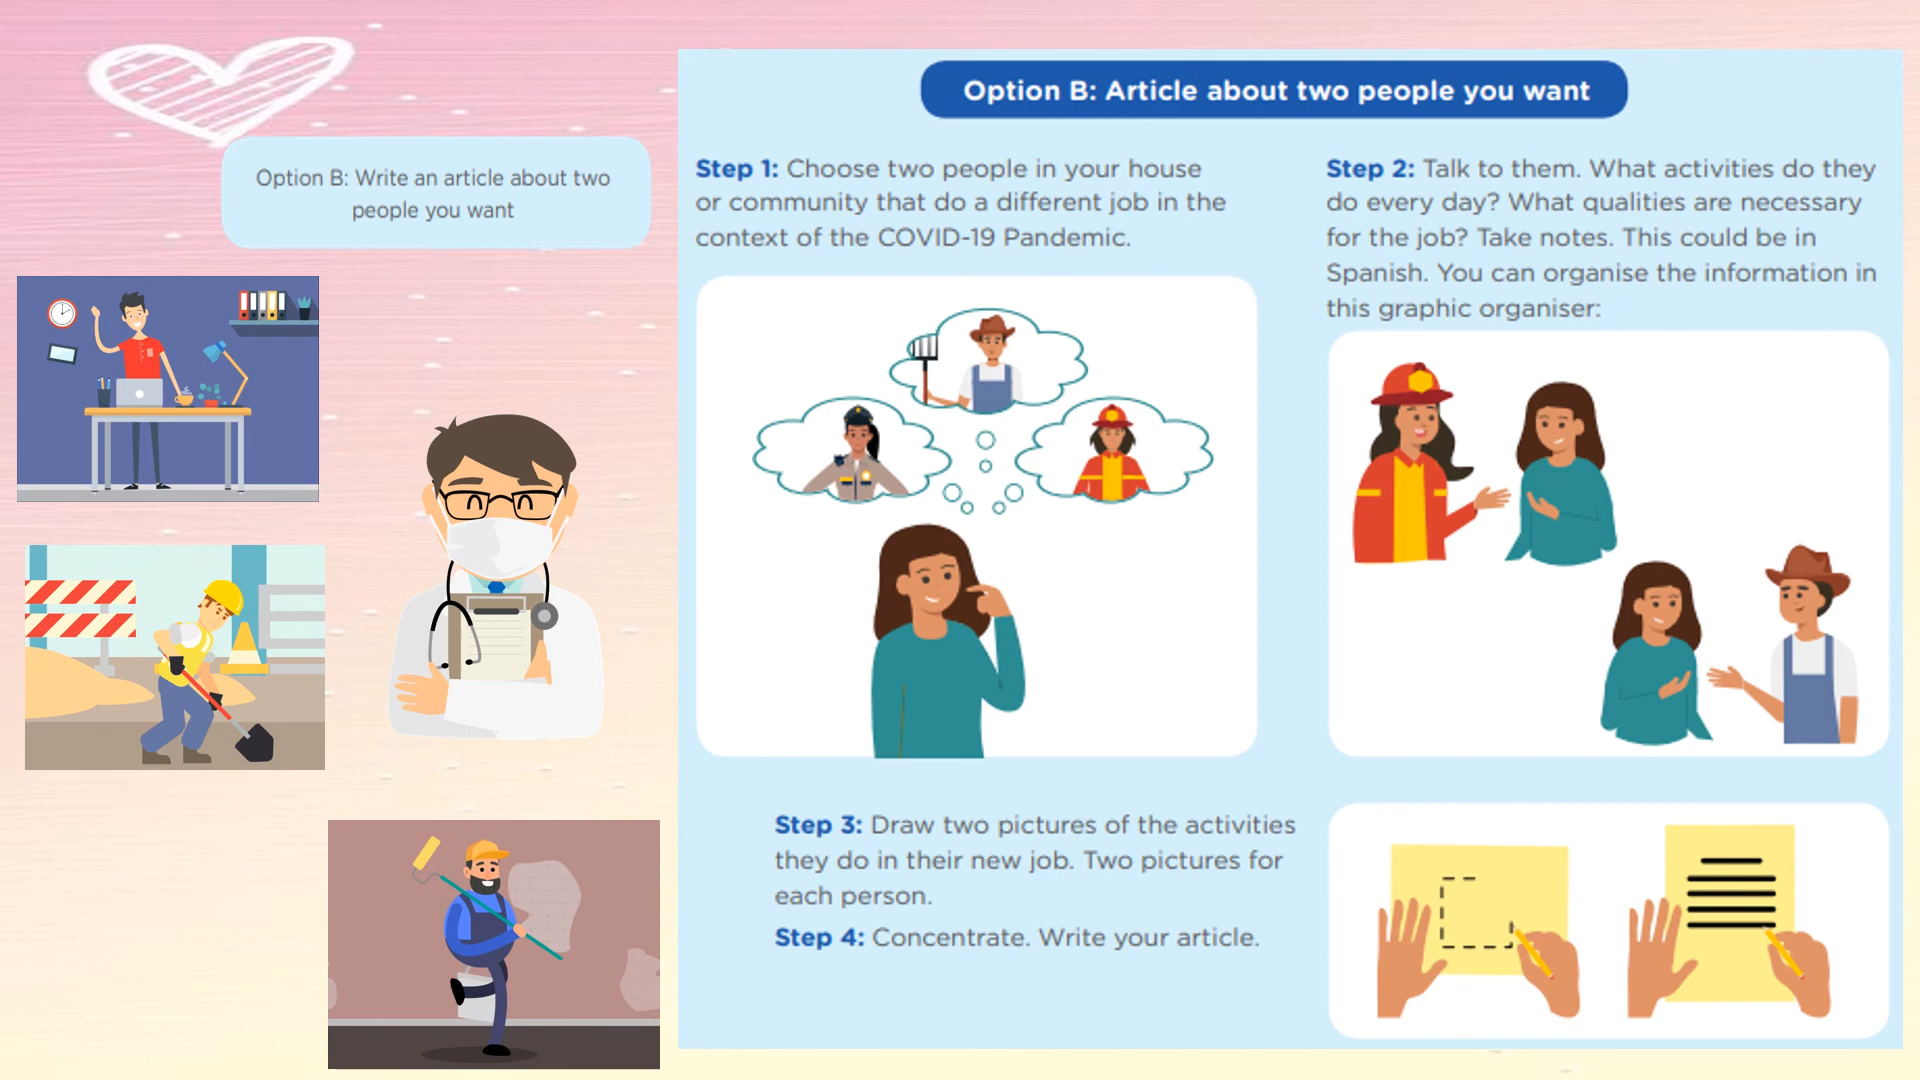 Option B: Write an article about two
people you want
Option B: Article about two people you want
Step 1: Choose two people in your house
or community that do a different job in the
context of the COVID-19 Pandemic.
Step 2: Talk to them. What activities do they
do every day? What qualities are necessary
for the job? Take notes. This could be in
Spanish. You can organise the information in
this graphic organiser:
Step 3: Draw two pictures of the activities
they do in their new job. Two pictures for
each person.
Step 4: Concentrate. Write your article.